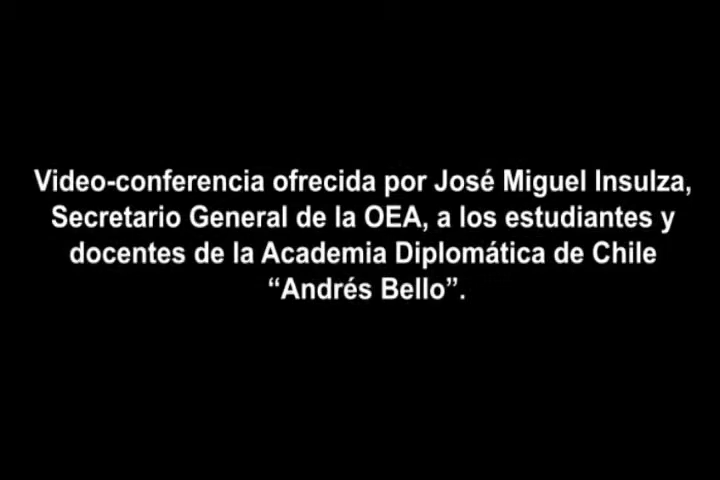 Video-conferencia ofrecida por José Miguel Insulza,
Secretario General de la OEA, a los estudiantes y
docentes de la Academia Diplomática de Chile
“Andrés Bello”.